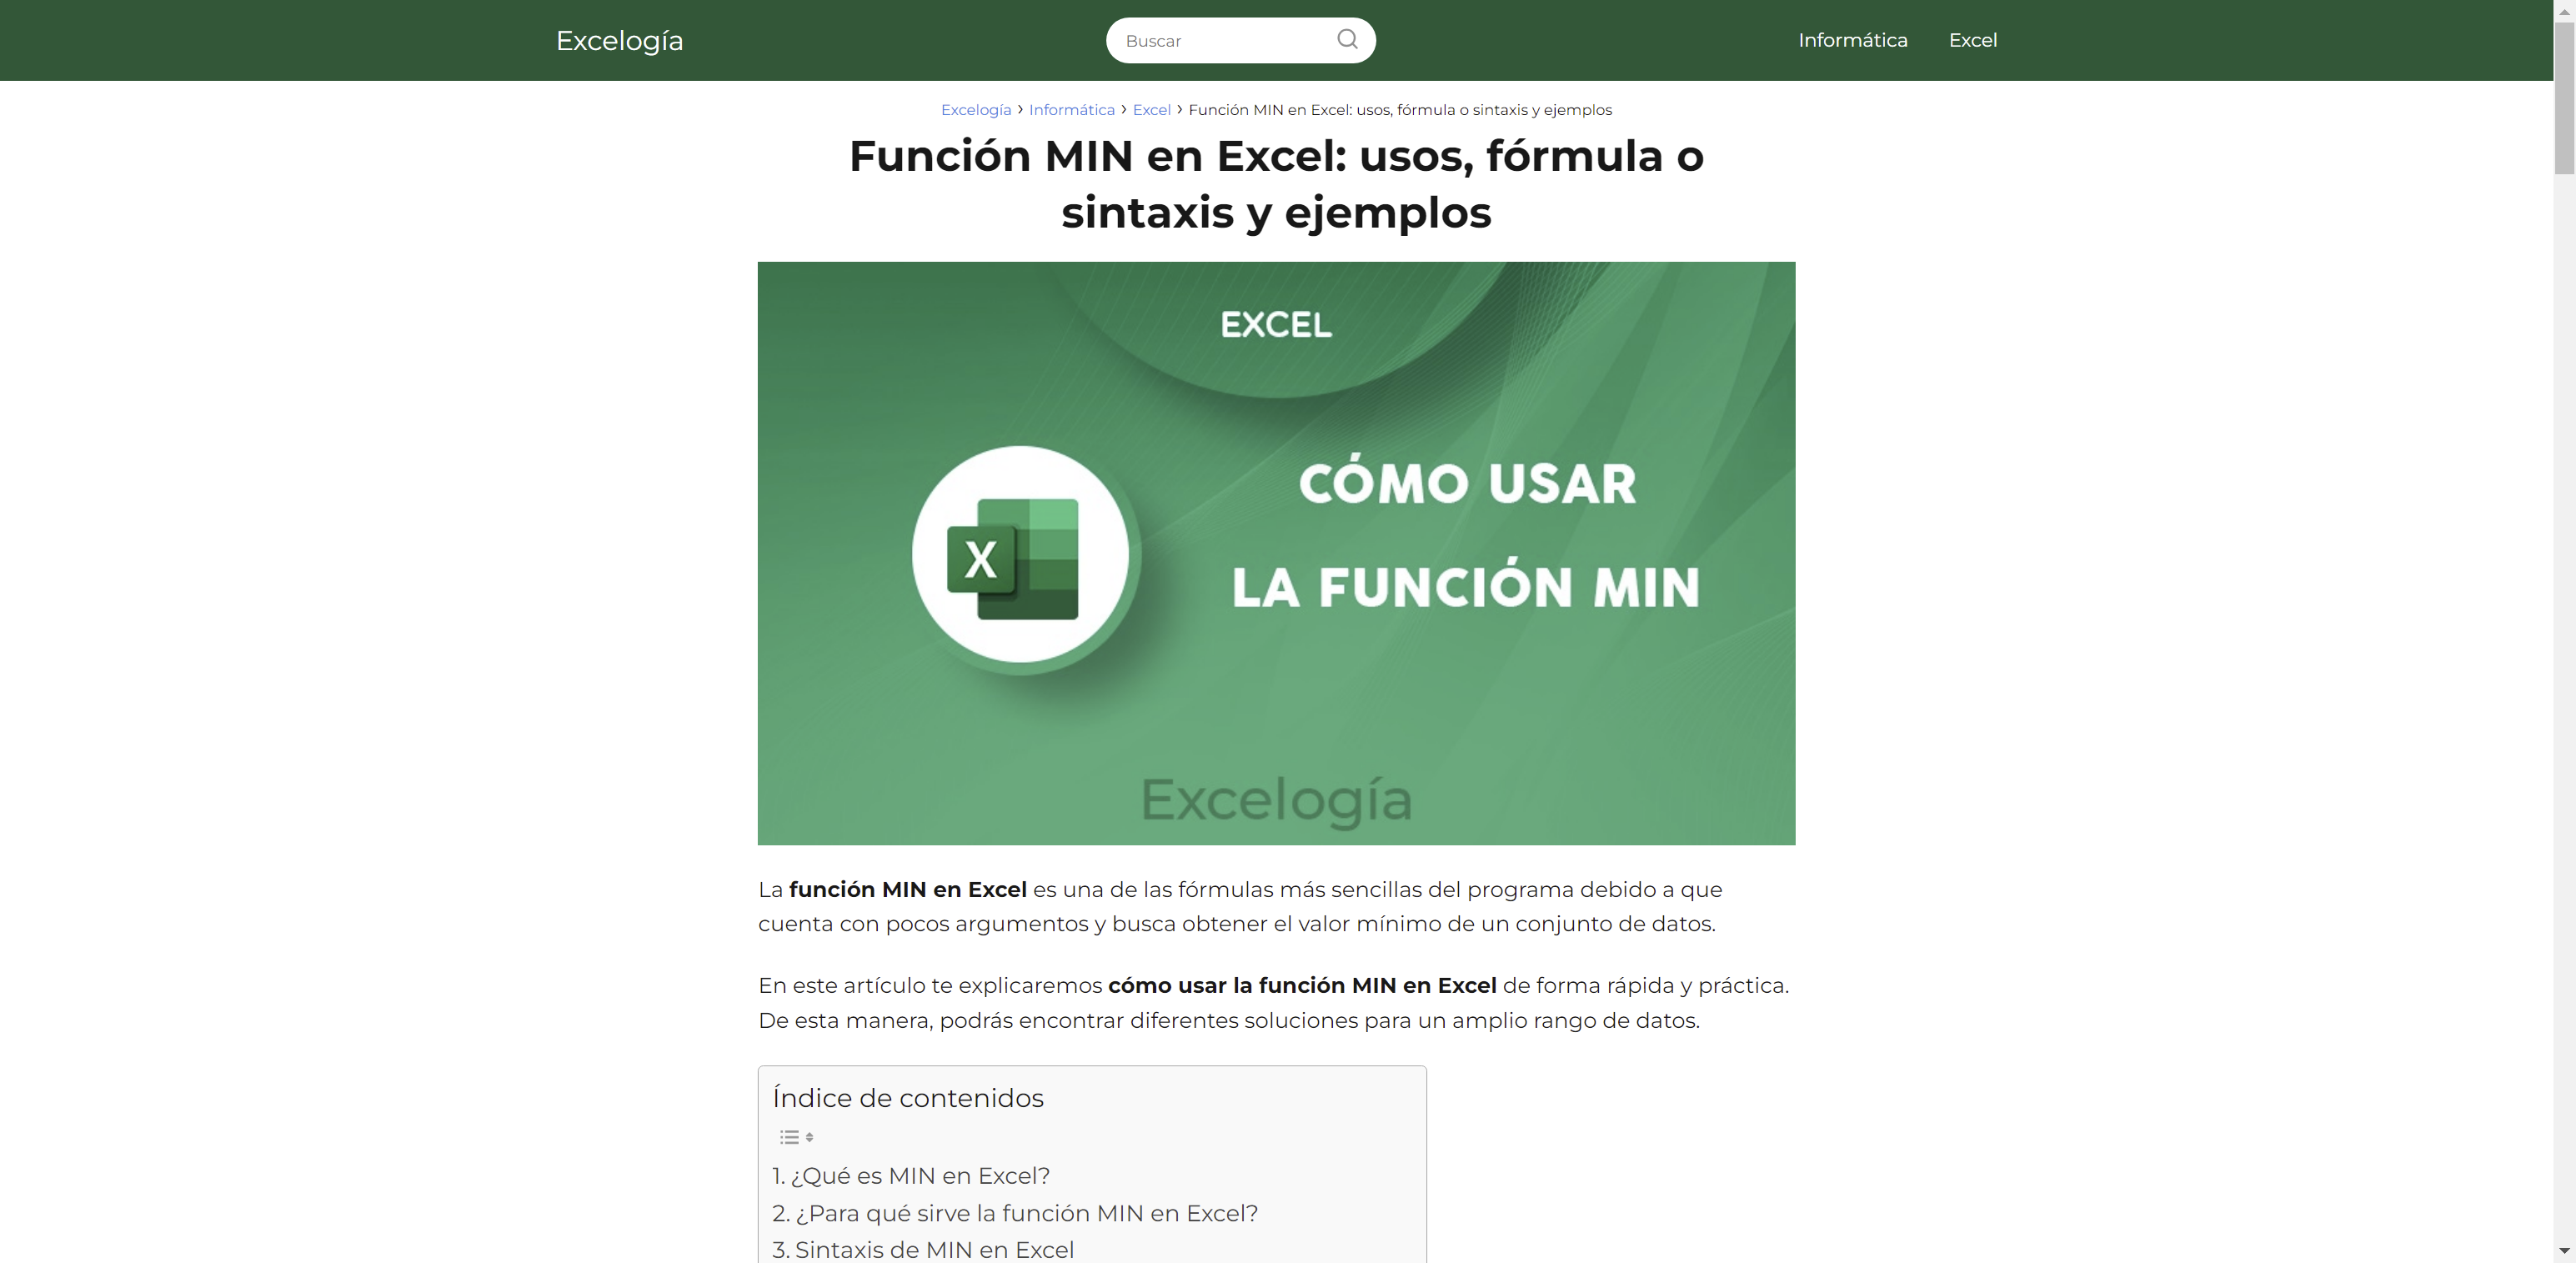 Excelogía
Buscar
Informática
Excel
Excelogía › Informática › Excel › Función MIN en Excel: usos, fórmula o sintaxis y ejemplos
Función MIN en Excel: usos, fórmula o
sintaxis y ejemplos
EXCEL
X
CÓMO USAR
LA FUNCIÓN MIN
Excelogía
La función MIN en Excel es una de las fórmulas más sencillas del programa debido a que
cuenta con pocos argumentos y busca obtener el valor mínimo de un conjunto de datos.
En este artículo te explicaremos cómo usar la función MIN en Excel de forma rápida y práctica.
De esta manera, podrás encontrar diferentes soluciones para un amplio rango de datos.
Índice de contenidos
1. ¿Qué es MIN en Excel?
2. ¿Para qué sirve la función MIN en Excel?
3. Sintaxis de MIN en Excel